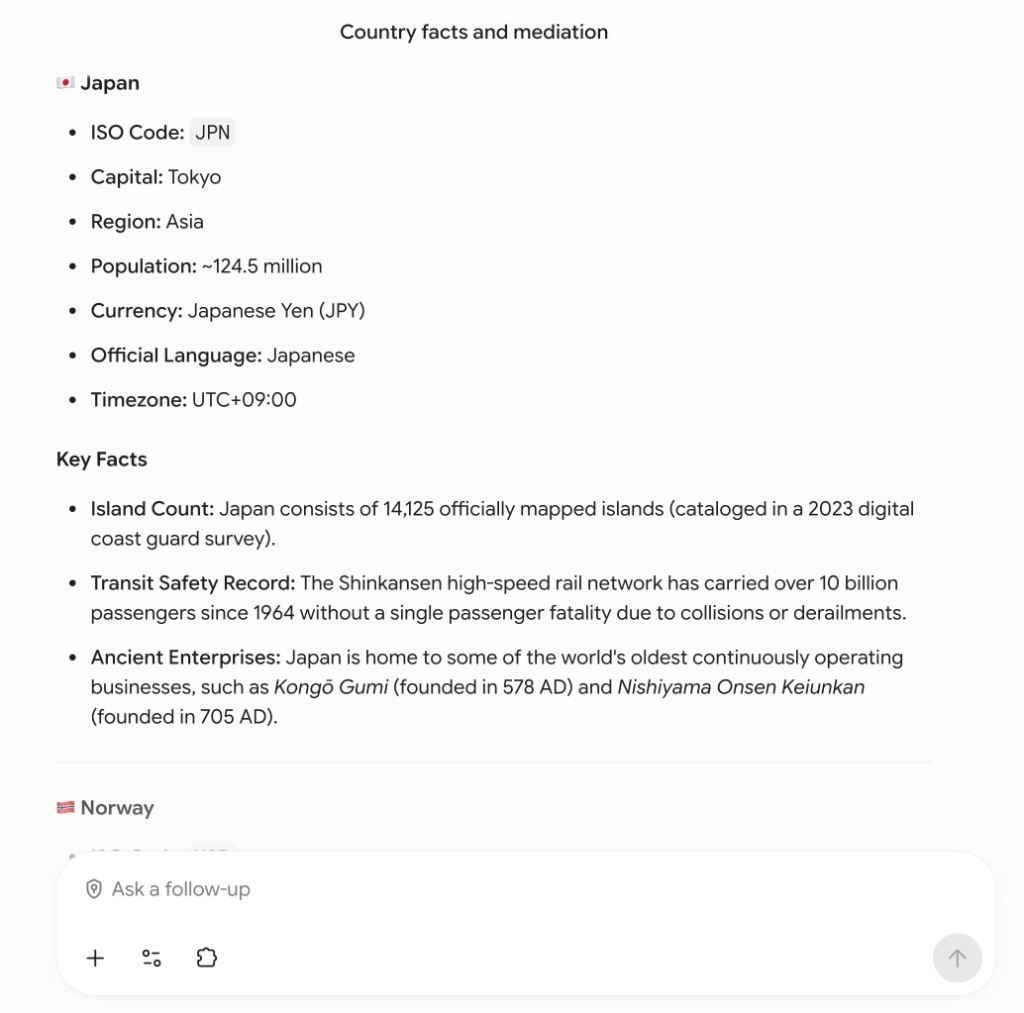 Country facts and mediation
🇯🇵 Japan
• ISO Code: JPN
• Capital: Tokyo
• Region: Asia
• Population: ~124.5 million
• Currency: Japanese Yen (JPY)
• Official Language: Japanese
• Timezone: UTC+09:00
Key Facts
• Island Count: Japan consists of 14,125 officially mapped islands (cataloged in a 2023 digital
coast guard survey).
• Transit Safety Record: The Shinkansen high-speed rail network has carried over 10 billion
passengers since 1964 without a single passenger fatality due to collisions or derailments.
• Ancient Enterprises: Japan is home to some of the world's oldest continuously operating
businesses, such as Kongō Gumi (founded in 578 AD) and Nishiyama Onsen Keiunkan
(founded in 705 AD).
🇳🇴 Norway
Ask a follow-up